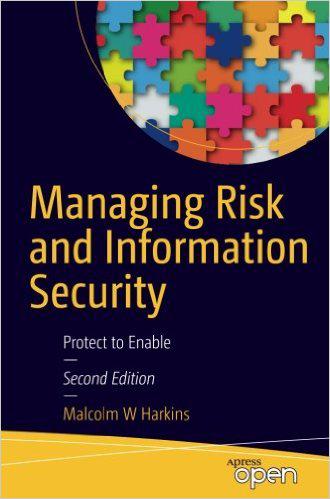 Managing Risk
and Information
Security
Protect to Enable
Second Edition
Malcolm W Harkins
Apress
open